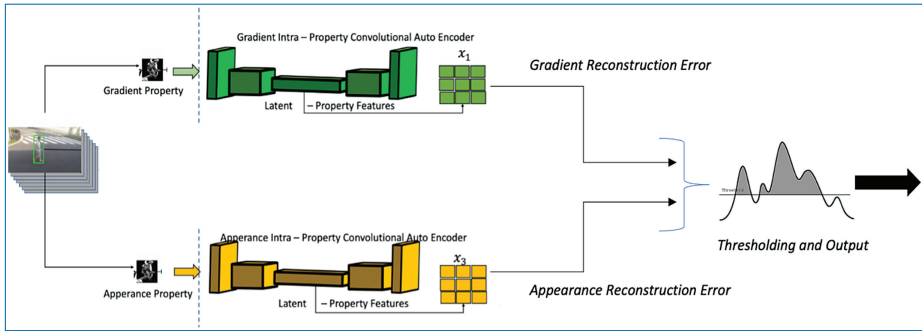 Gradient Intra – Property Convolutional Auto Encoder
x₁
Gradient Reconstruction Error
Gradient Property
Latent – Property Features
Thresholding and Output
Apperance Intra – Property Convolutional Auto Encoder
x₃
Apperance Property
Latent – Property Features
Appearance Reconstruction Error